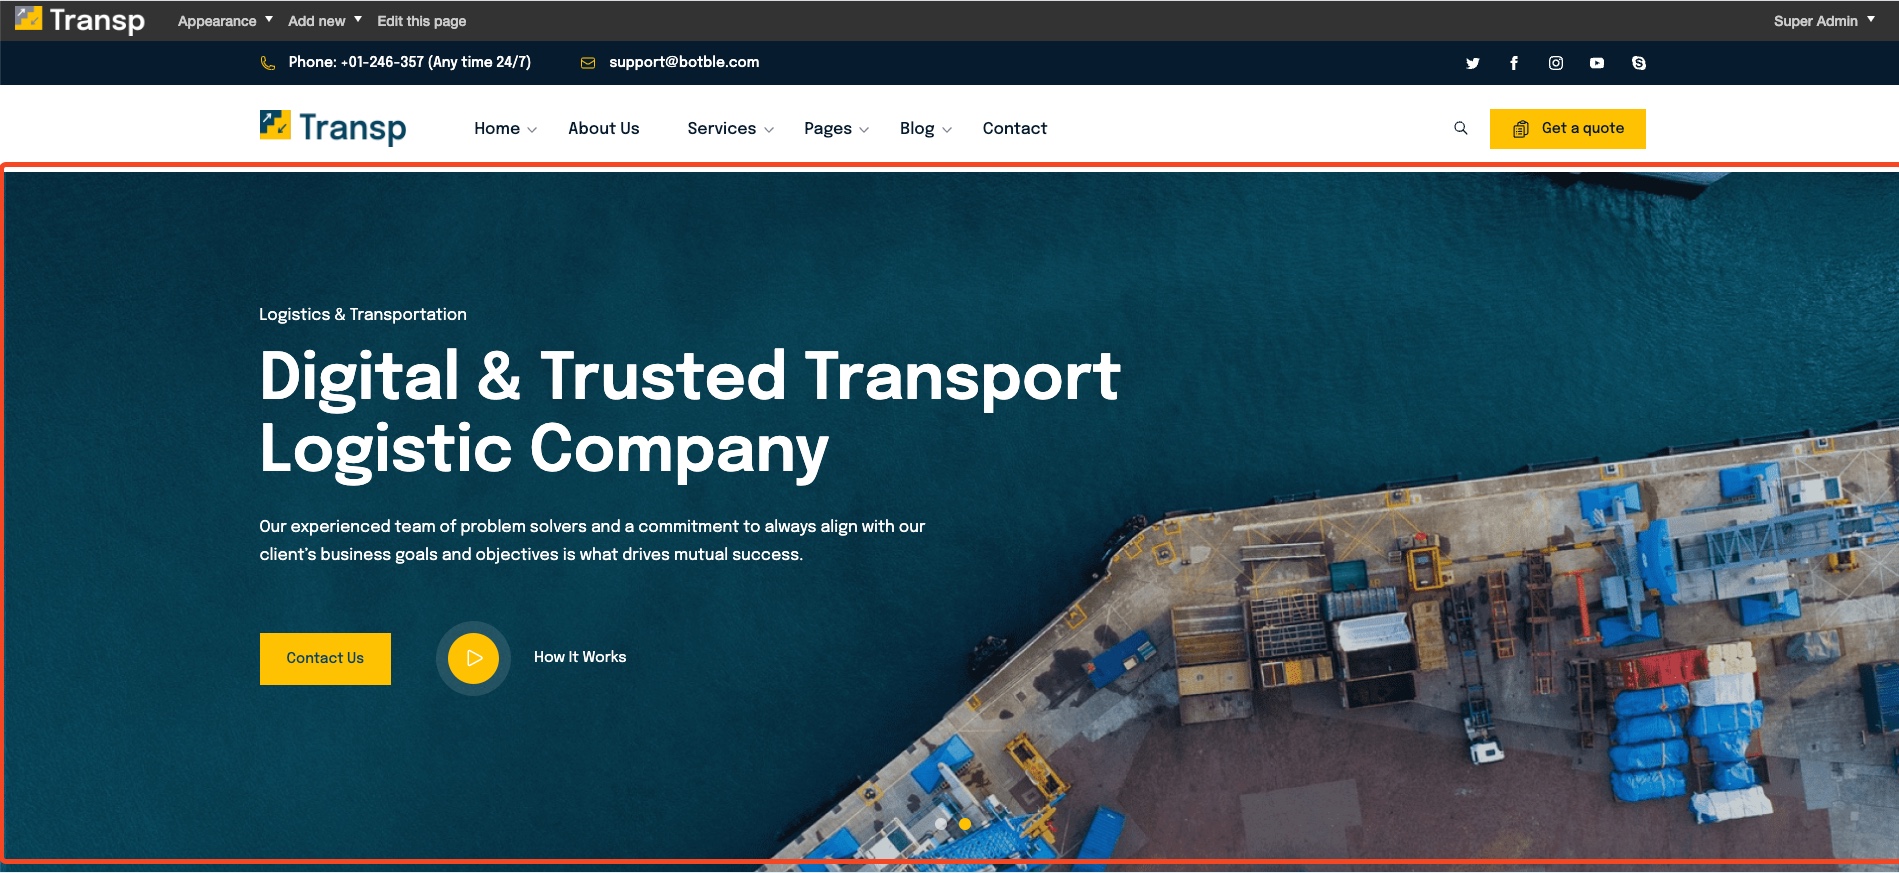 Transp Appearance Add new Edit this page Super Admin
Phone: +01-246-357 (Any time 24/7) support@botble.com
Transp Home About Us Services Pages Blog Contact Get a quote
Logistics & Transportation
Digital & Trusted Transport
Logistic Company
Our experienced team of problem solvers and a commitment to always align with our
client's business goals and objectives is what drives mutual success.
Contact Us How It Works